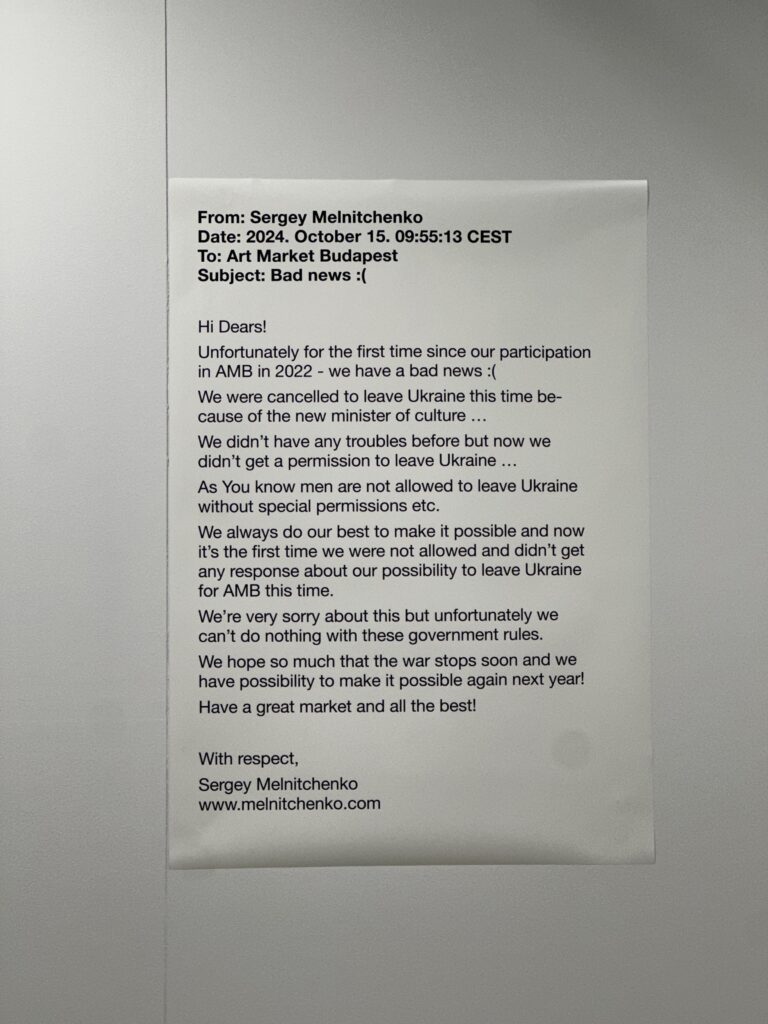 From: Sergey Melnitchenko
Date: 2024. October 15. 09:55:13 CEST
To: Art Market Budapest
Subject: Bad news :(
Hi Dears!
Unfortunately for the first time since our participation
in AMB in 2022 - we have a bad news :(
We were cancelled to leave Ukraine this time be-
cause of the new minister of culture …
We didn’t have any troubles before but now we
didn’t get a permission to leave Ukraine …
As You know men are not allowed to leave Ukraine
without special permissions etc.
We always do our best to make it possible and now
it’s the first time we were not allowed and didn’t get
any response about our possibility to leave Ukraine
for AMB this time.
We’re very sorry about this but unfortunately we
can’t do nothing with these government rules.
We hope so much that the war stops soon and we
have possibility to make it possible again next year!
Have a great market and all the best!
With respect,
Sergey Melnitchenko
www.melnitchenko.com